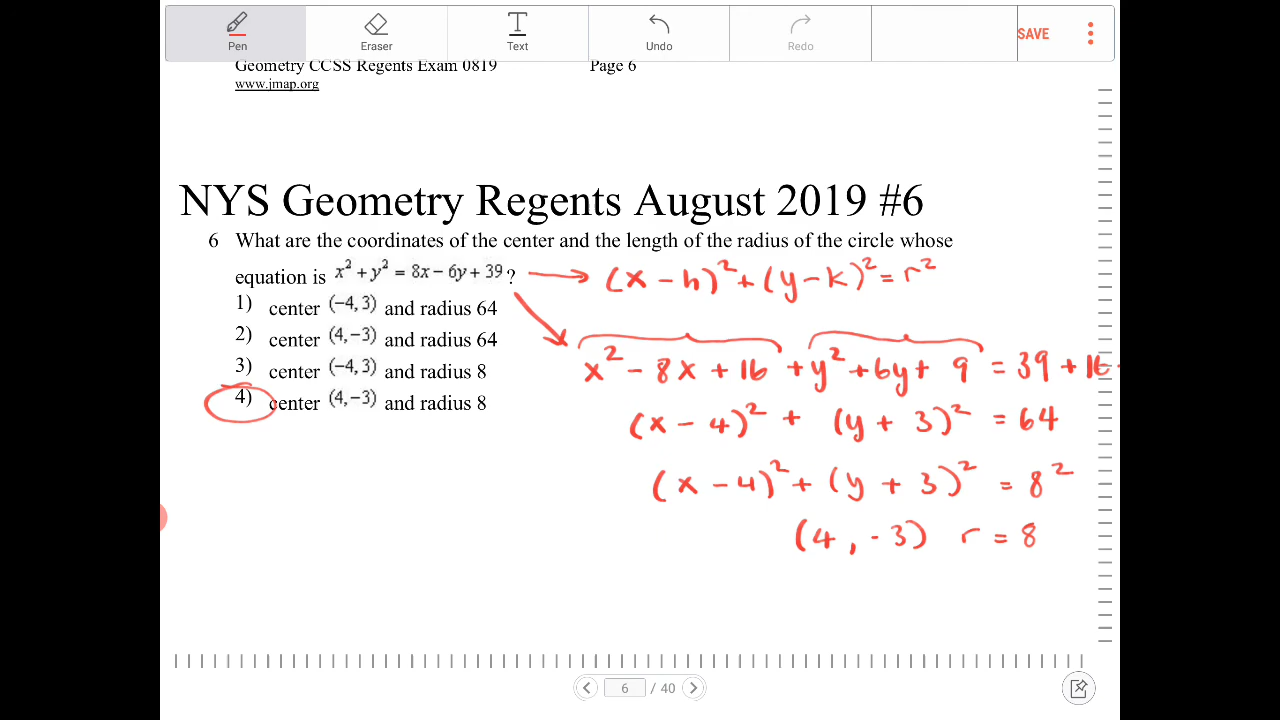 Pen Eraser Text Undo Redo SAVE
Geometry CCSS Regents Exam 0819 Page 6
www.jmap.org
NYS Geometry Regents August 2019 #6
6 What are the coordinates of the center and the length of the radius of the circle whose
equation is x² + y² = 8x − 6y + 39?
(x − h)² + (y − k)² = r²
1) center (−4, 3) and radius 64
2) center (4, −3) and radius 64
3) center (−4, 3) and radius 8
4) center (4, −3) and radius 8
x² − 8x + 16 + y² + 6y + 9 = 39 + 16
(x − 4)² + (y + 3)² = 64
(x − 4)² + (y + 3)² = 8²
(4, -3) r = 8
6 / 40